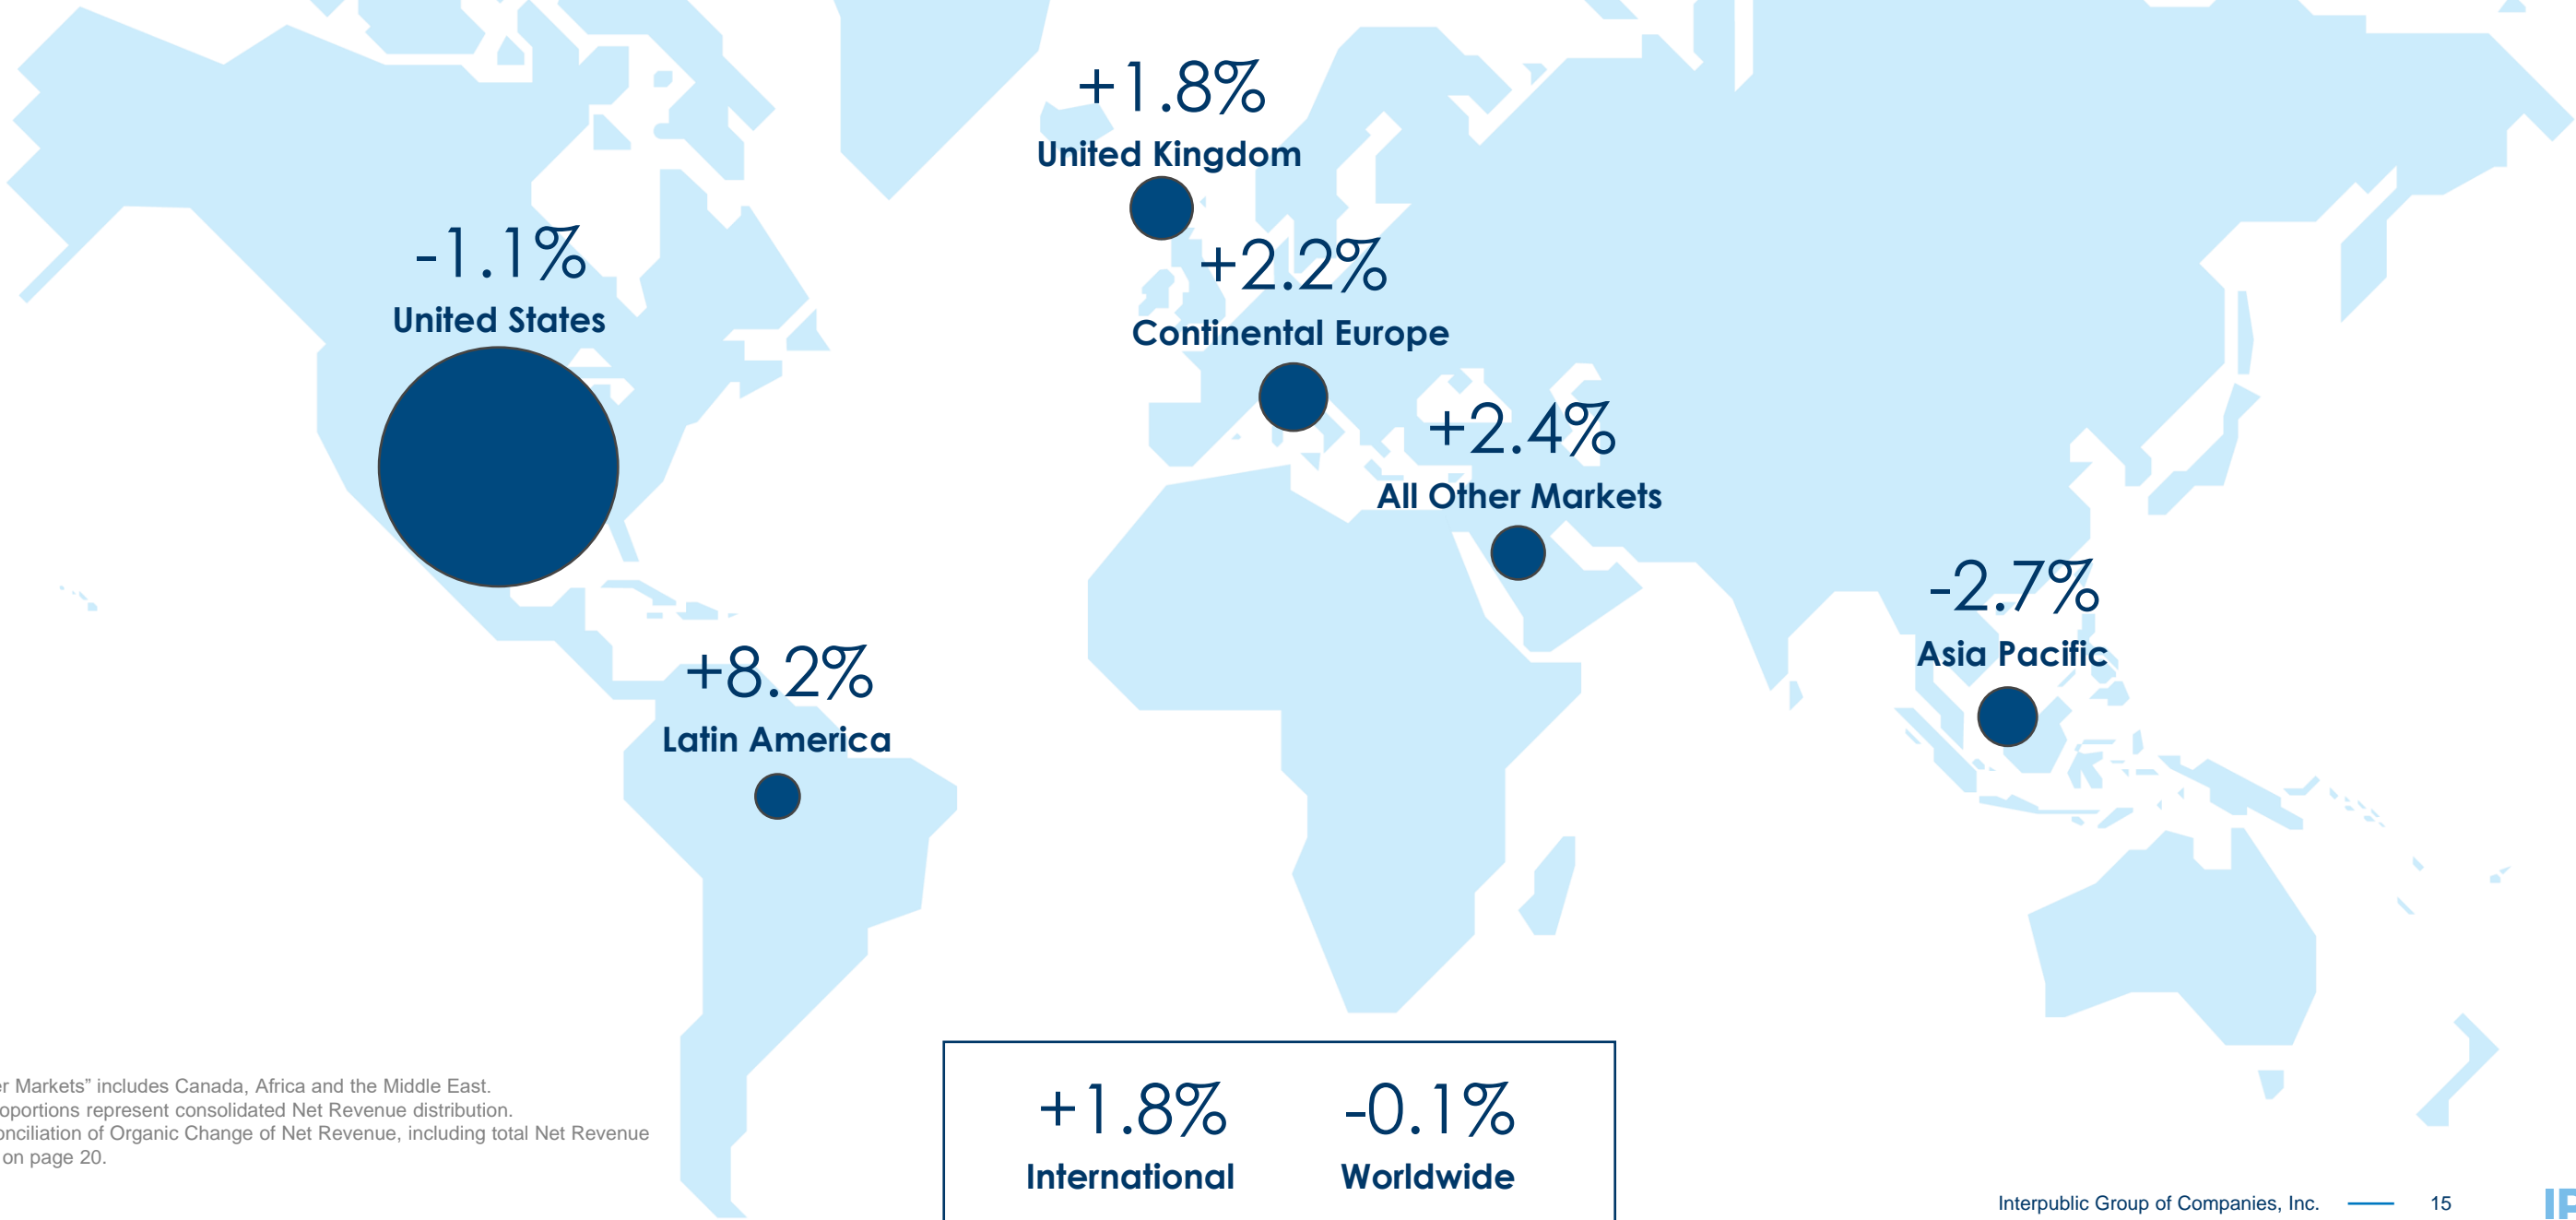 +1.8%
United Kingdom
-1.1%
United States
+2.2%
Continental Europe
+2.4%
All Other Markets
-2.7%
Asia Pacific
+8.2%
Latin America
Markets” includes Canada, Africa and the Middle East.
represent consolidated Net Revenue distribution.
of Organic Change of Net Revenue, including total Net Revenue
on page 20.
+1.8%
International
-0.1%
Worldwide
Interpublic Group of Companies, Inc. 15